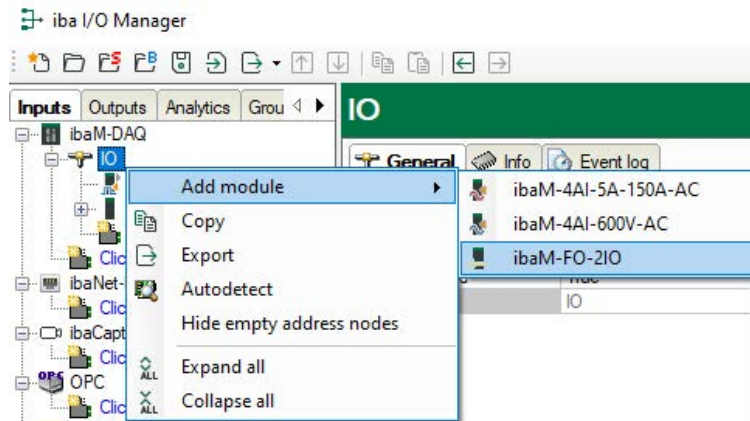 iba I/O Manager
Inputs Outputs Analytics Grou
IO
ibaM-DAQ
IO
General Info Event log
Add module
ibaM-4AI-5A-150A-AC
Copy
ibaM-4AI-600V-AC
Clic
Export
ibaM-FO-2IO
ibaNet-
Autodetect
Clic
Hide empty address nodes
IO
ibaCapt
Clic
Expand all
OPC
Clic
Collapse all